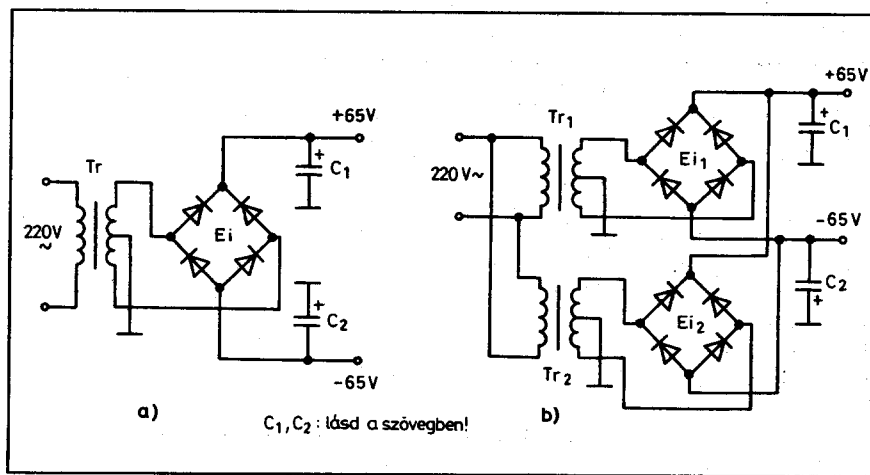 Tr
220V
~
Ei
+65V
+
C1
+
C2
-65V
a)
C1, C2 : lásd a szövegben!
220V~
Tr1
Ei1
+65V
+
C1
-65V
C2
+
Tr2
Ei2
b)